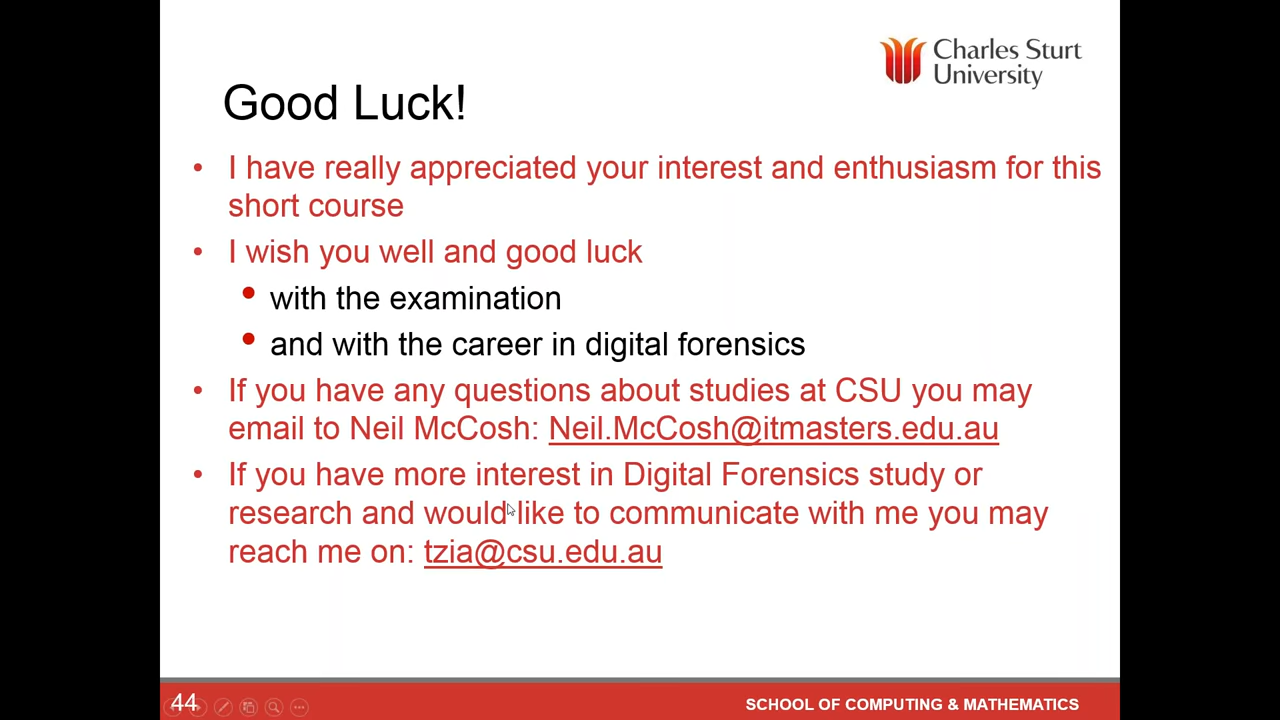 Charles Sturt
University
Good Luck!
• I have really appreciated your interest and enthusiasm for this
short course
• I wish you well and good luck
• with the examination
• and with the career in digital forensics
• If you have any questions about studies at CSU you may
email to Neil McCosh: Neil.McCosh@itmasters.edu.au
• If you have more interest in Digital Forensics study or
research and would like to communicate with me you may
reach me on: tzia@csu.edu.au
44
SCHOOL OF COMPUTING & MATHEMATICS